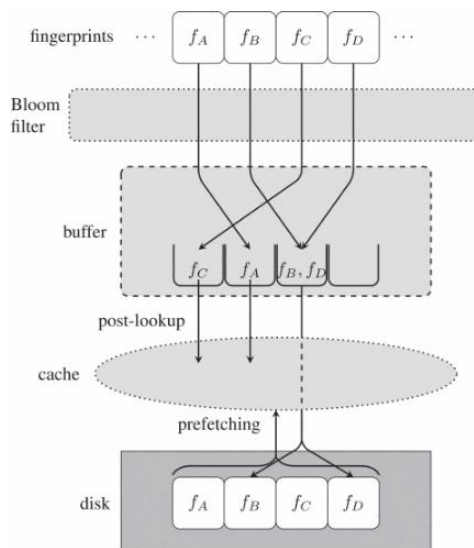 fingerprints ... f_A f_B f_C f_D ...
Bloom
filter
buffer
f_C f_A f_B, f_D
post-lookup
cache
prefetching
disk f_A f_B f_C f_D